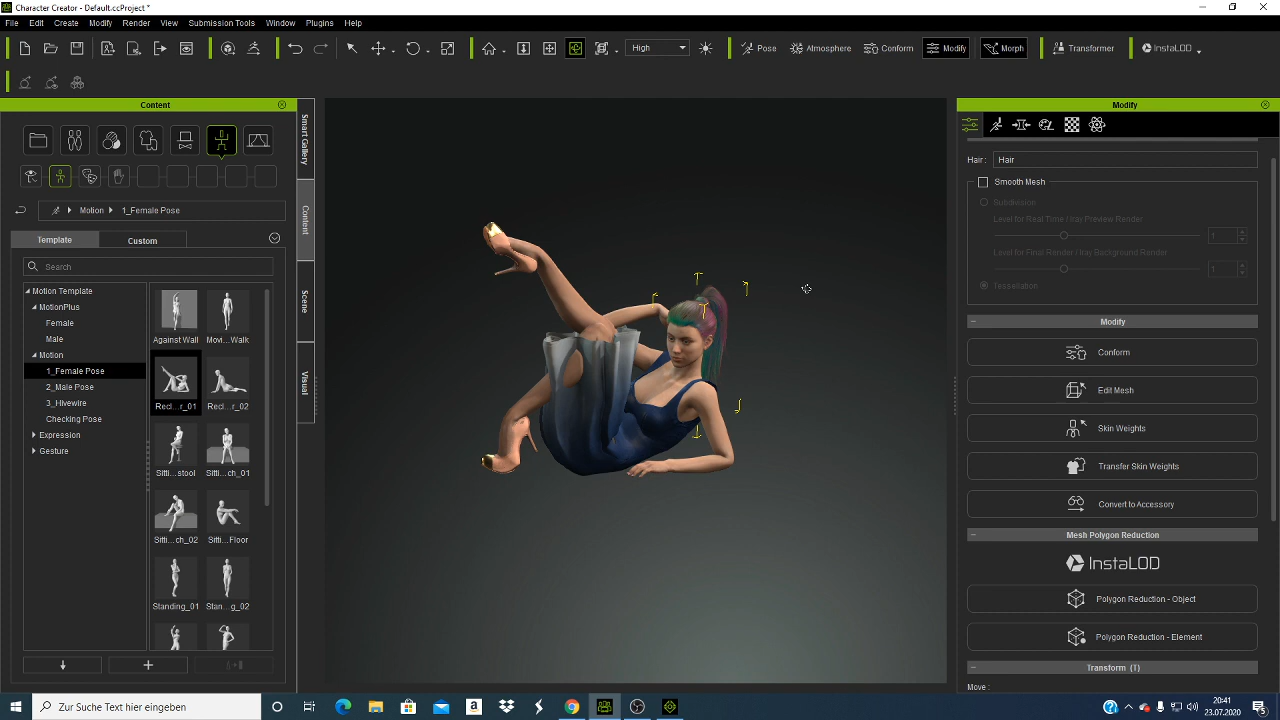 Character Creator - Default.ccProject *
File Edit Create Modify Render View Submission Tools Window Plugins Help
High Pose Atmosphere Conform Modify Morph Transformer InstaLOD
Content
Modify
Smart Gallery
Content
Scene
Visual
Motion 1_Female Pose
Template Custom
Search
Motion Template
MotionPlus
Female
Male
Motion
1_Female Pose
2_Male Pose
3_Hivewire
Checking Pose
Expression
Gesture
Against Wall Movi...Walk
Recl...r_01 Recl...r_02
Sitti...stool Sitti...ch_01
Sitti...ch_02 Sitti...Floor
Standing_01 Stan...g_02
Hair : Hair
Smooth Mesh
Subdivision
Level for Real Time / Iray Preview Render
1
Level for Final Render / Iray Background Render
1
Tessellation
Modify
Conform
Edit Mesh
Skin Weights
Transfer Skin Weights
Convert to Accessory
Mesh Polygon Reduction
InstaLOD
Polygon Reduction - Object
Polygon Reduction - Element
Transform (T)
Move :
Zur Suche Text hier eingeben
20:41
23.07.2020